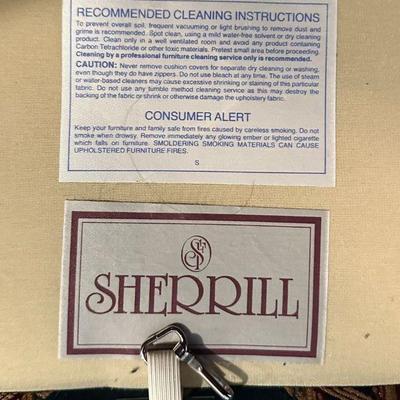 RECOMMENDED CLEANING INSTRUCTIONS
To prevent overall soil, frequent vacuuming or light brushing to remove dust and
grime is recommended. Spot clean, using a mild water-free solvent or dry cleaning
product. Clean only in a well ventilated room and avoid any product containing
Carbon Tetrachloride or other toxic materials. Pretest small area before proceeding.
Cleaning by a professional furniture cleaning service only is recommended.
CAUTION: Never remove cushion covers for separate dry cleaning or washing,
even though they do have zippers. Do not use bleach at any time. The use of steam
or water-based cleaners may cause excessive shrinking or staining of this particular
fabric. Do not use any tumble method cleaning service as this may destroy the
backing of the fabric or shrink or otherwise damage the upholstery fabric.
CONSUMER ALERT
Keep your furniture and family safe from fires caused by careless smoking. Do not
smoke when drowsy. Remove immediately any glowing ember or lighted cigarette
which falls on furniture. SMOLDERING SMOKING MATERIALS CAN CAUSE
UPHOLSTERED FURNITURE FIRES.
S
SHERRILL